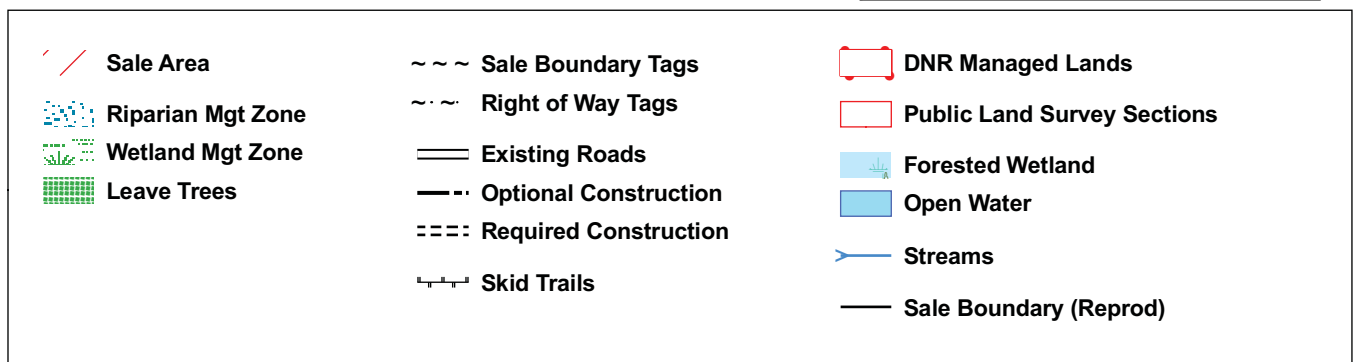 Sale Area
Riparian Mgt Zone
Wetland Mgt Zone
Leave Trees
Sale Boundary Tags
Right of Way Tags
Existing Roads
Optional Construction
Required Construction
Skid Trails
DNR Managed Lands
Public Land Survey Sections
Forested Wetland
Open Water
Streams
Sale Boundary (Reprod)